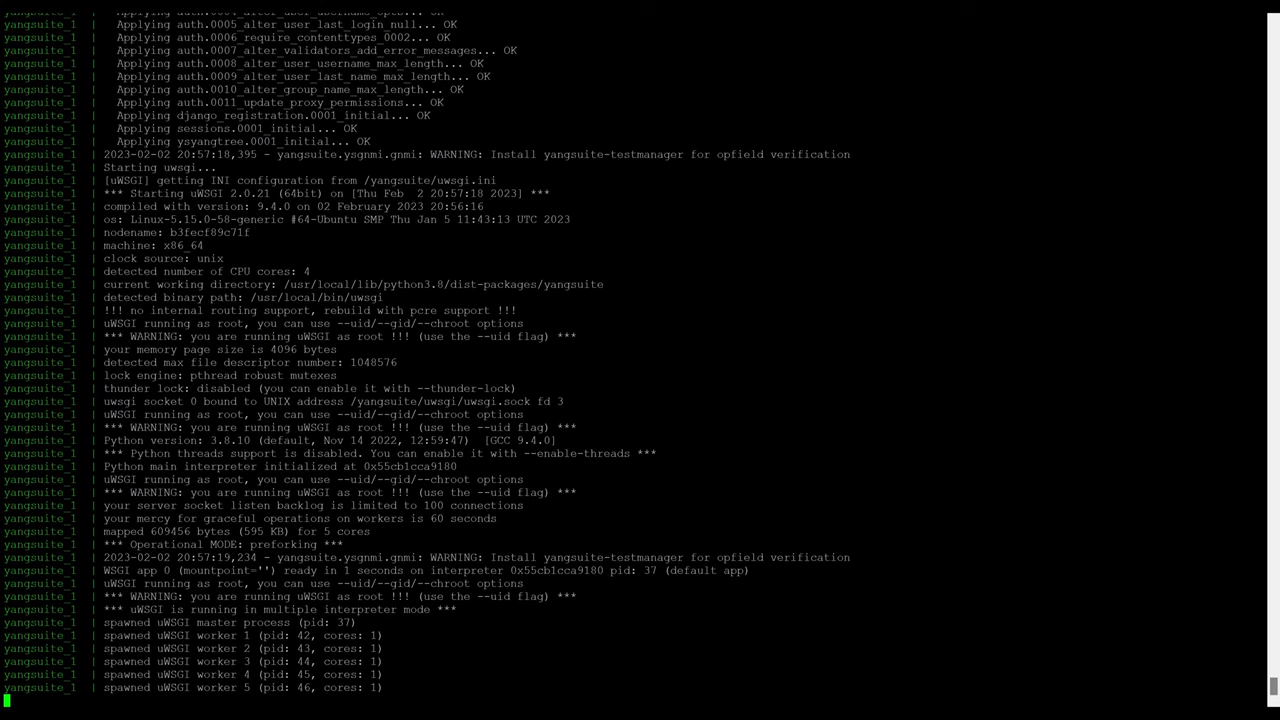 yangsuite_1  |   Applying auth.0004_alter_user_username_opts... OK
yangsuite_1  |   Applying auth.0005_alter_user_last_login_null... OK
yangsuite_1  |   Applying auth.0006_require_contenttypes_0002... OK
yangsuite_1  |   Applying auth.0007_alter_validators_add_error_messages... OK
yangsuite_1  |   Applying auth.0008_alter_user_username_max_length... OK
yangsuite_1  |   Applying auth.0009_alter_user_last_name_max_length... OK
yangsuite_1  |   Applying auth.0010_alter_group_name_max_length... OK
yangsuite_1  |   Applying auth.0011_update_proxy_permissions... OK
yangsuite_1  |   Applying django_registration.0001_initial... OK
yangsuite_1  |   Applying sessions.0001_initial... OK
yangsuite_1  |   Applying ysyangtree.0001_initial... OK
yangsuite_1  | 2023-02-02 20:57:18,395 - yangsuite.ysgnmi.gnmi: WARNING: Install yangsuite-testmanager for opfield verification
yangsuite_1  | Starting uwsgi...
yangsuite_1  | [uWSGI] getting INI configuration from /yangsuite/uwsgi.ini
yangsuite_1  | *** Starting uWSGI 2.0.21 (64bit) on [Thu Feb  2 20:57:18 2023] ***
yangsuite_1  | compiled with version: 9.4.0 on 02 February 2023 20:56:16
yangsuite_1  | os: Linux-5.15.0-58-generic #64-Ubuntu SMP Thu Jan 5 11:43:13 UTC 2023
yangsuite_1  | nodename: b3fecf89c71f
yangsuite_1  | machine: x86_64
yangsuite_1  | clock source: unix
yangsuite_1  | detected number of CPU cores: 4
yangsuite_1  | current working directory: /usr/local/lib/python3.8/dist-packages/yangsuite
yangsuite_1  | detected binary path: /usr/local/bin/uwsgi
yangsuite_1  | !!! no internal routing support, rebuild with pcre support !!!
yangsuite_1  | uWSGI running as root, you can use --uid/--gid/--chroot options
yangsuite_1  | *** WARNING: you are running uWSGI as root !!! (use the --uid flag) ***
yangsuite_1  | your memory page size is 4096 bytes
yangsuite_1  | detected max file descriptor number: 1048576
yangsuite_1  | lock engine: pthread robust mutexes
yangsuite_1  | thunder lock: disabled (you can enable it with --thunder-lock)
yangsuite_1  | uwsgi socket 0 bound to UNIX address /yangsuite/uwsgi/uwsgi.sock fd 3
yangsuite_1  | uWSGI running as root, you can use --uid/--gid/--chroot options
yangsuite_1  | *** WARNING: you are running uWSGI as root !!! (use the --uid flag) ***
yangsuite_1  | Python version: 3.8.10 (default, Nov 14 2022, 12:59:47)  [GCC 9.4.0]
yangsuite_1  | *** Python threads support is disabled. You can enable it with --enable-threads ***
yangsuite_1  | Python main interpreter initialized at 0x55cb1cca9180
yangsuite_1  | uWSGI running as root, you can use --uid/--gid/--chroot options
yangsuite_1  | *** WARNING: you are running uWSGI as root !!! (use the --uid flag) ***
yangsuite_1  | your server socket listen backlog is limited to 100 connections
yangsuite_1  | your mercy for graceful operations on workers is 60 seconds
yangsuite_1  | mapped 609456 bytes (595 KB) for 5 cores
yangsuite_1  | *** Operational MODE: preforking ***
yangsuite_1  | 2023-02-02 20:57:19,234 - yangsuite.ysgnmi.gnmi: WARNING: Install yangsuite-testmanager for opfield verification
yangsuite_1  | WSGI app 0 (mountpoint='') ready in 1 seconds on interpreter 0x55cb1cca9180 pid: 37 (default app)
yangsuite_1  | uWSGI running as root, you can use --uid/--gid/--chroot options
yangsuite_1  | *** WARNING: you are running uWSGI as root !!! (use the --uid flag) ***
yangsuite_1  | *** uWSGI is running in multiple interpreter mode ***
yangsuite_1  | spawned uWSGI master process (pid: 37)
yangsuite_1  | spawned uWSGI worker 1 (pid: 42, cores: 1)
yangsuite_1  | spawned uWSGI worker 2 (pid: 43, cores: 1)
yangsuite_1  | spawned uWSGI worker 3 (pid: 44, cores: 1)
yangsuite_1  | spawned uWSGI worker 4 (pid: 45, cores: 1)
yangsuite_1  | spawned uWSGI worker 5 (pid: 46, cores: 1)